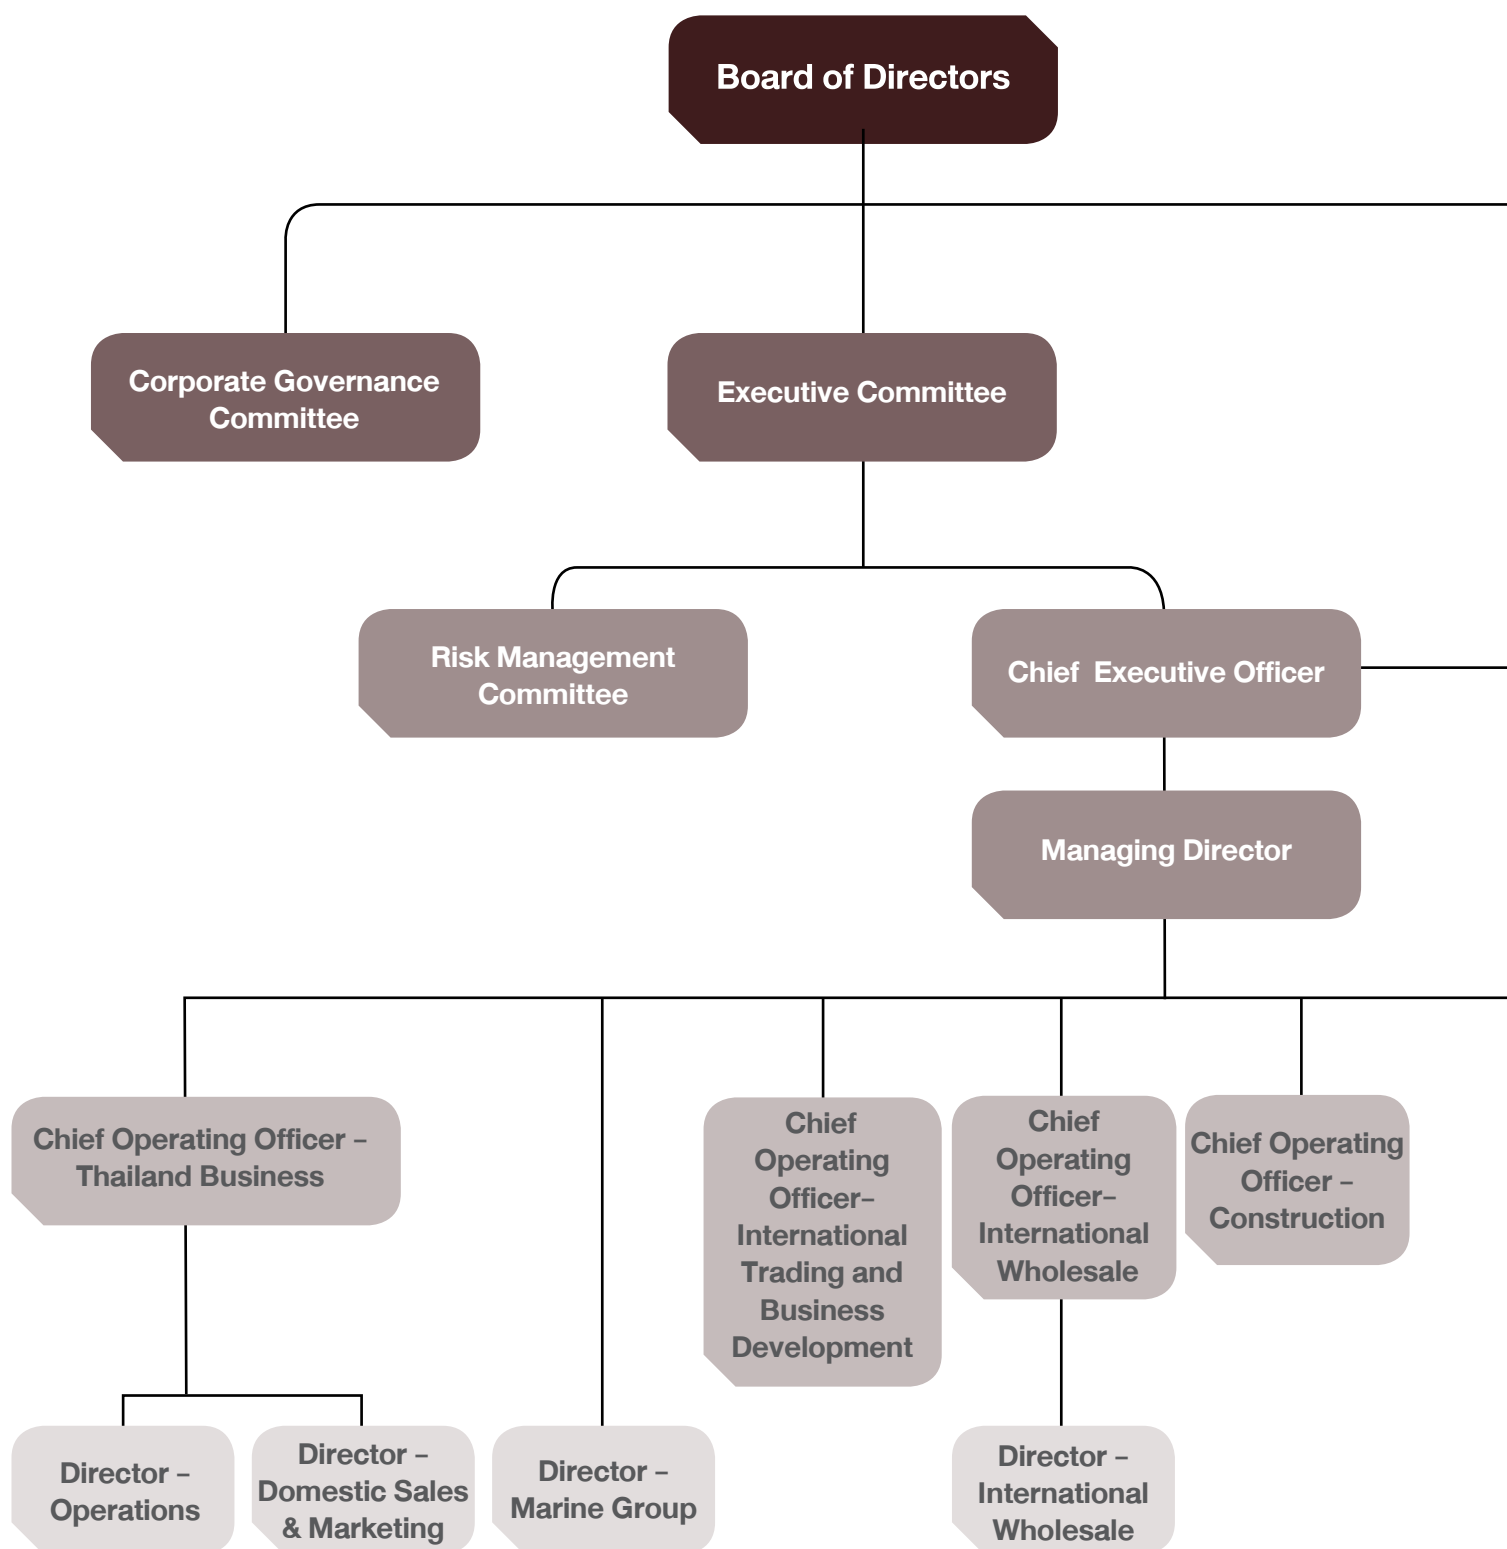 Board of Directors
Corporate Governance
Committee
Executive Committee
Risk Management
Committee
Chief Executive Officer
Managing Director
Chief Operating Officer –
Thailand Business
Chief
Operating
Officer–
International
Trading and
Business
Development
Chief
Operating
Officer–
International
Wholesale
Chief Operating
Officer –
Construction
Director –
Operations
Director –
Domestic Sales
& Marketing
Director –
Marine Group
Director –
International
Wholesale